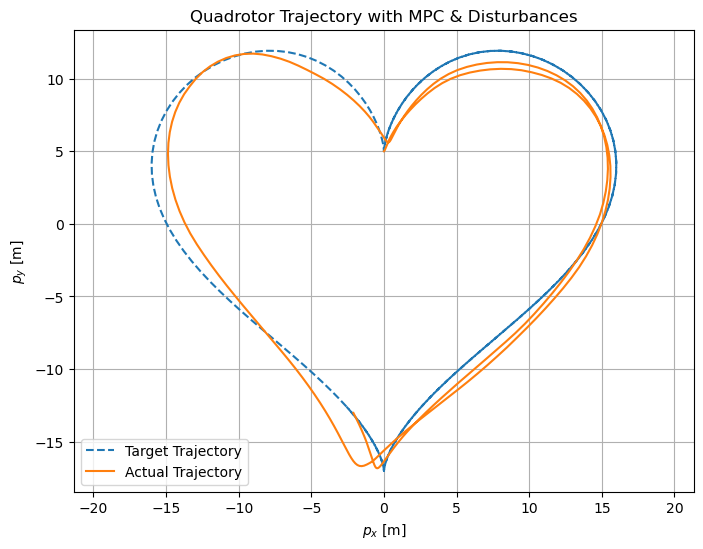 Quadrotor Trajectory with MPC & Disturbances
p_y [m]
10
5
0
−5
−10
−15
Target Trajectory
Actual Trajectory
−20 −15 −10 −5 0 5 10 15 20
p_x [m]